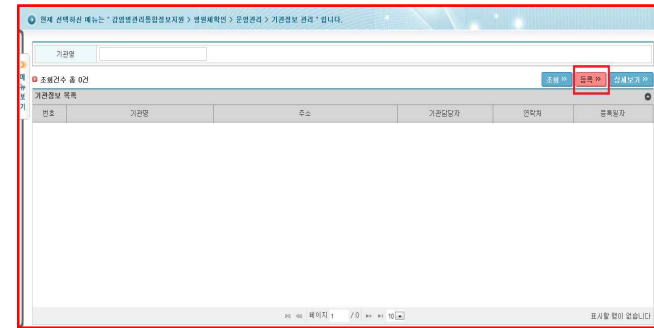 현재 선택하신 메뉴는 " 감염병관리통합정보지원 > 병원체확인 > 운영관리 > 기관정보 관리 " 입니다.
기관명
메뉴보기
조회건수 총 0건
조회 »
등록 »
상세보기 »
기관정보 목록
번호 기관명 주소 기관담당자 연락처 등록일자
페이지 1 / 0 10
표시할 행이 없습니다